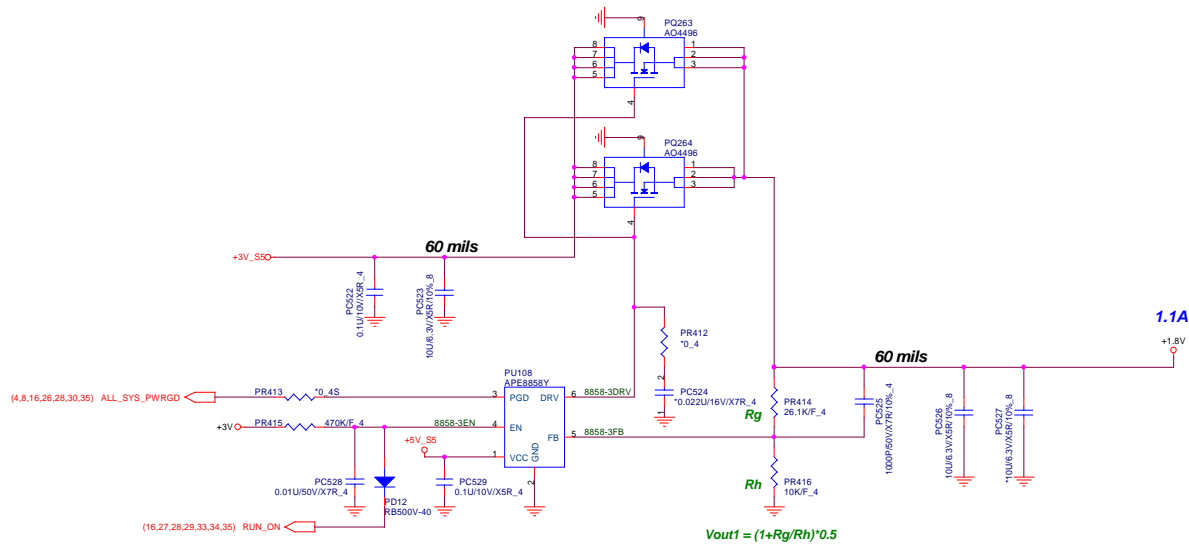 9
PQ263
AO4496
8
7
6
5
1
2
3
4
9
PQ264
AO4496
8
7
6
5
1
2
3
4
60 mils
+3V_S5
PC522
0.1U/10V/X5R_4
PC523
10U/6.3V/X5R/10%_8
1.1A
+1.8V
PR412
*0_4
60 mils
PU108
APE8858Y
(4,8,16,26,28,30,35) ALL_SYS_PWRGD
PR413
*0_4S
3
PGD
DRV
6
8858-3DRV
2
PC524
*0.022U/16V/X7R_4
1
Rg
PR414
26.1K/F_4
PC525
1000P/50V/X7R/10%_4
PC526
10U/6.3V/X5R/10%_8
PC527
*10U/6.3V/X5R/10%_8
+3V
PR415
470K/F_4
8858-3EN
4
EN
FB
5
8858-3FB
+5V_S5
1
VCC
GND
2
PC528
0.01U/50V/X7R_4
PD12
RB500V-40
PC529
0.1U/10V/X5R_4
Rh
PR416
10K/F_4
(16,27,28,29,33,34,35) RUN_ON
Vout1 = (1+Rg/Rh)*0.5